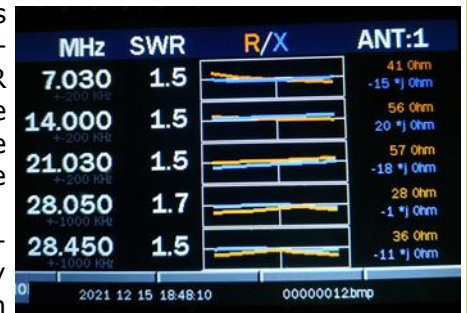 MHz SWR R/X ANT:1
7.030 1.5 41 Ohm
+-200 KHz -15 *j Ohm
14.000 1.5 56 Ohm
+-200 KHz 20 *j Ohm
21.030 1.5 57 Ohm
+-200 KHz -18 *j Ohm
28.050 1.7 28 Ohm
+-1000 KHz -1 *j Ohm
28.450 1.5 36 Ohm
+-1000 KHz -11 *j Ohm
2021 12 15 18:48:10 00000012.bmp